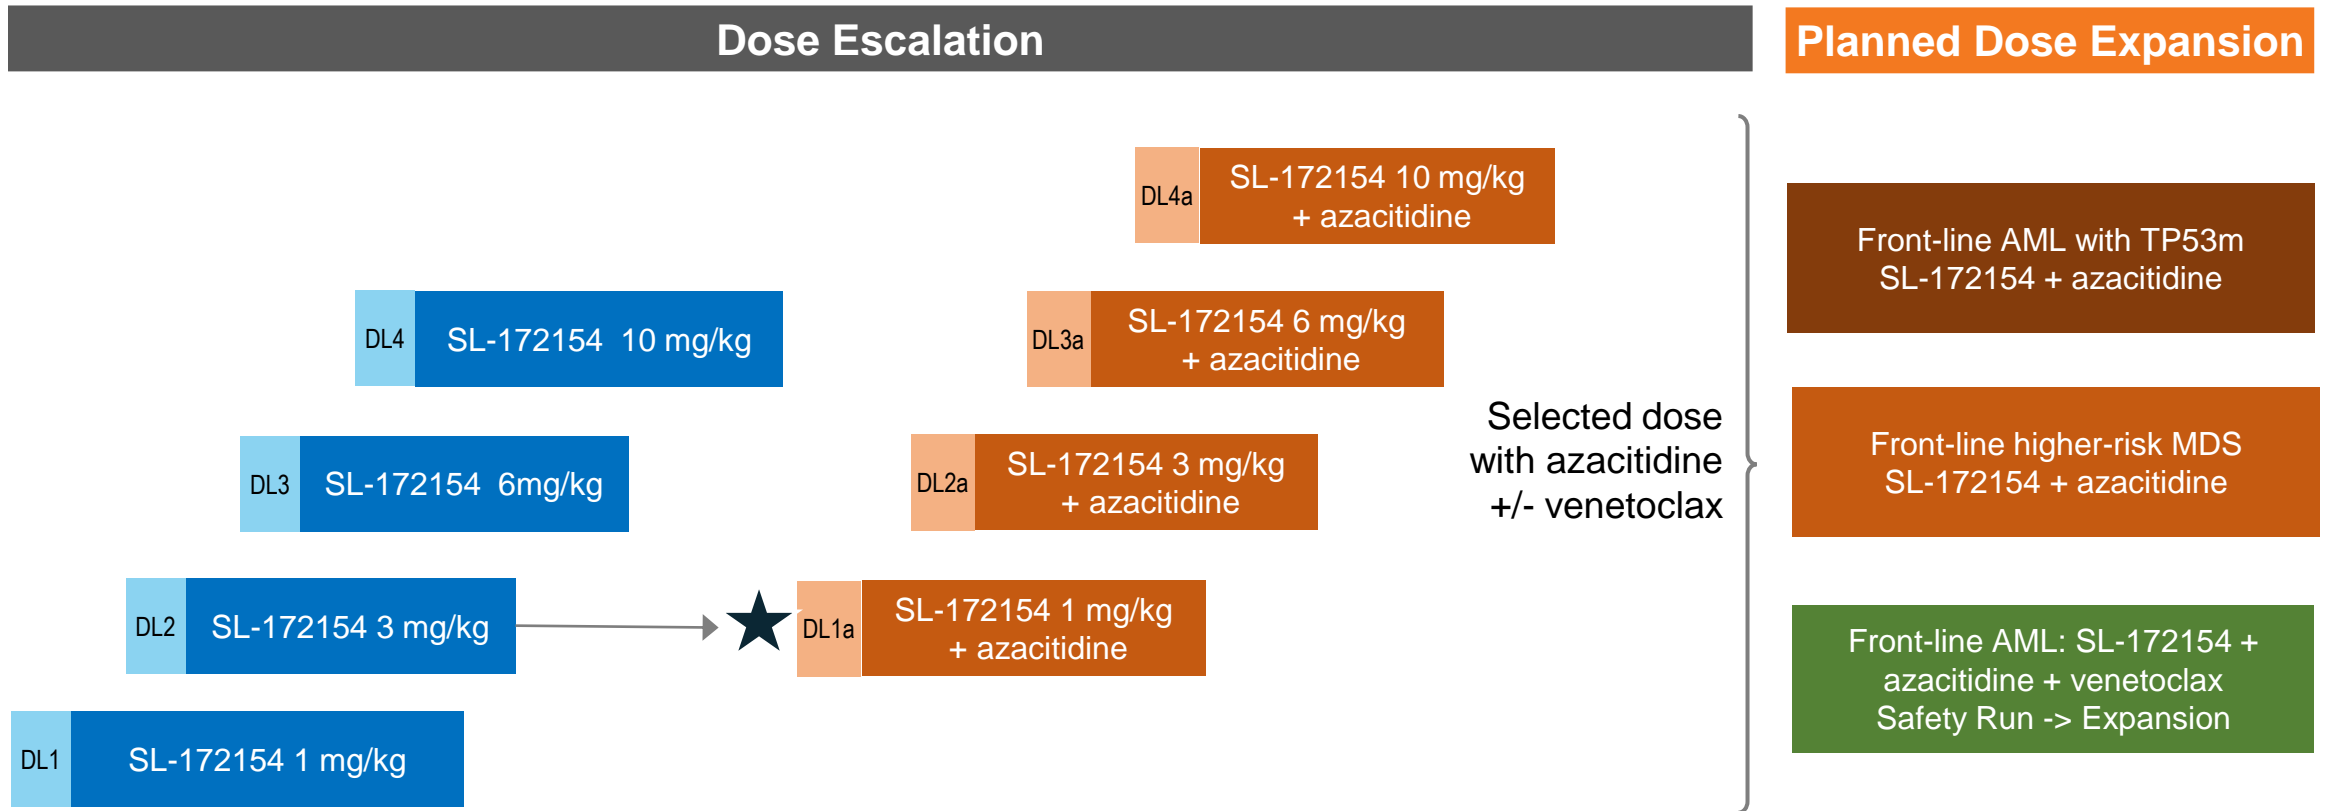 Dose Escalation
Planned Dose Expansion
DL4a
SL-172154 10 mg/kg
+ azacitidine
DL4
SL-172154  10 mg/kg
DL3a
SL-172154 6 mg/kg
+ azacitidine
DL3
SL-172154  6mg/kg
DL2a
SL-172154 3 mg/kg
+ azacitidine
DL2
SL-172154 3 mg/kg
DL1a
SL-172154 1 mg/kg
+ azacitidine
DL1
SL-172154 1 mg/kg
Selected dose
with azacitidine
+/- venetoclax
Front-line AML with TP53m
SL-172154 + azacitidine
Front-line higher-risk MDS
SL-172154 + azacitidine
Front-line AML: SL-172154 +
azacitidine + venetoclax
Safety Run -> Expansion